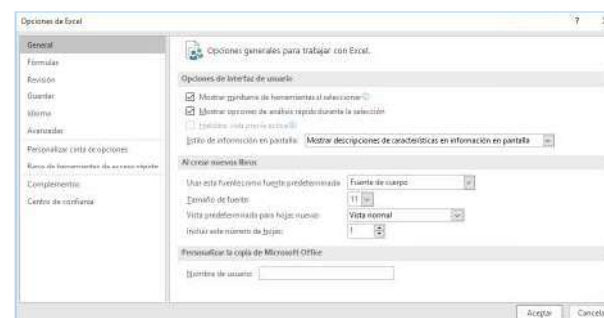 Opciones de Excel
?
General
Fórmulas
Revisión
Guardar
Idioma
Avanzadas
Personalizar cinta de opciones
Barra de herramientas de acceso rápido
Complementos
Centro de confianza
Opciones generales para trabajar con Excel.
Opciones de interfaz de usuario
Mostrar minibarra de herramientas al seleccionar
Mostrar opciones de análisis rápido durante la selección
Habilitar vista previa activa
Estilo de información en pantalla: Mostrar descripciones de características en información en pantalla
Al crear nuevos libros
Usar esta fuente como fuente predeterminada: Fuente de cuerpo
Tamaño de fuente: 11
Vista predeterminada para hojas nuevas: Vista normal
Incluir este número de hojas: 1
Personalizar la copia de Microsoft Office
Nombre de usuario:
Aceptar Cancela